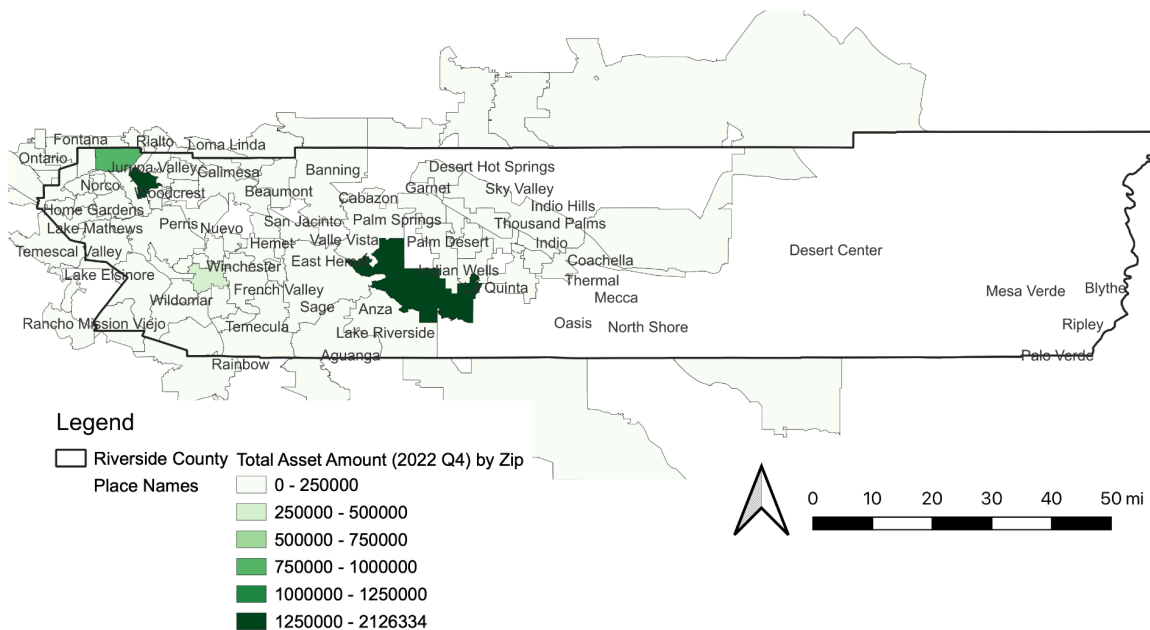 Fontana Rialto Loma Linda
Ontario Jurupa Valley Calimesa Banning Desert Hot Springs
Norco Woodcrest Beaumont Cabazon Garnet Sky Valley
Home Gardens Indio Hills
Lake Mathews Perris Nuevo San Jacinto Palm Springs Thousand Palms
Temescal Valley Hemet Valle Vista Palm Desert Indio Desert Center
Lake Elsinore Winchester East Hemet Indian Wells Coachella
Wildomar French Valley Quinta Thermal Mesa Verde Blythe
Sage Anza Mecca
Rancho Mission Viejo Temecula Lake Riverside Oasis North Shore Ripley
Rainbow Aguanga Palo Verde
Legend
Riverside County Total Asset Amount (2022 Q4) by Zip
Place Names 0 - 250000
250000 - 500000
500000 - 750000
750000 - 1000000
1000000 - 1250000
1250000 - 2126334
0 10 20 30 40 50 mi